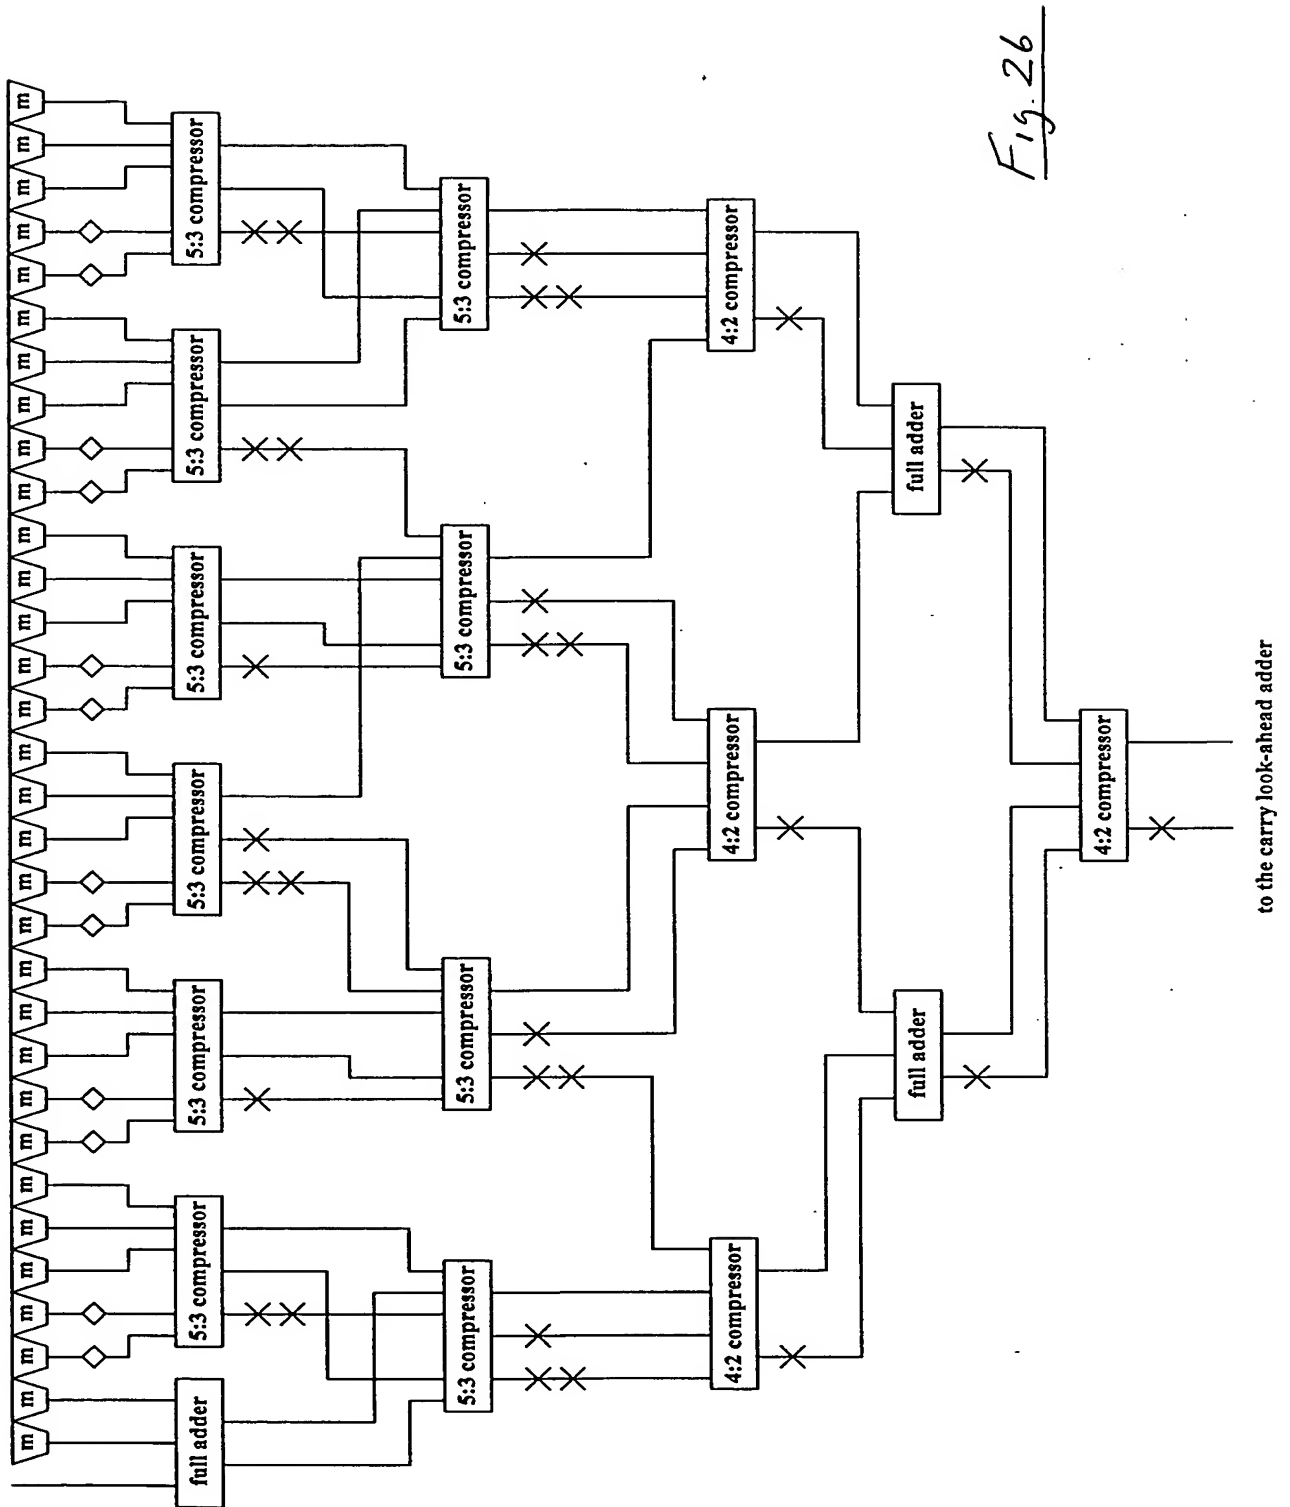 m m m m m m m m m m m m m m m m m m m m m m m m m m m m m m m m
full adder 5:3 compressor 5:3 compressor 5:3 compressor 5:3 compressor 5:3 compressor 5:3 compressor
5:3 compressor 5:3 compressor 5:3 compressor 5:3 compressor
4:2 compressor 4:2 compressor 4:2 compressor
full adder full adder
4:2 compressor
to the carry look-ahead adder
Fig. 26